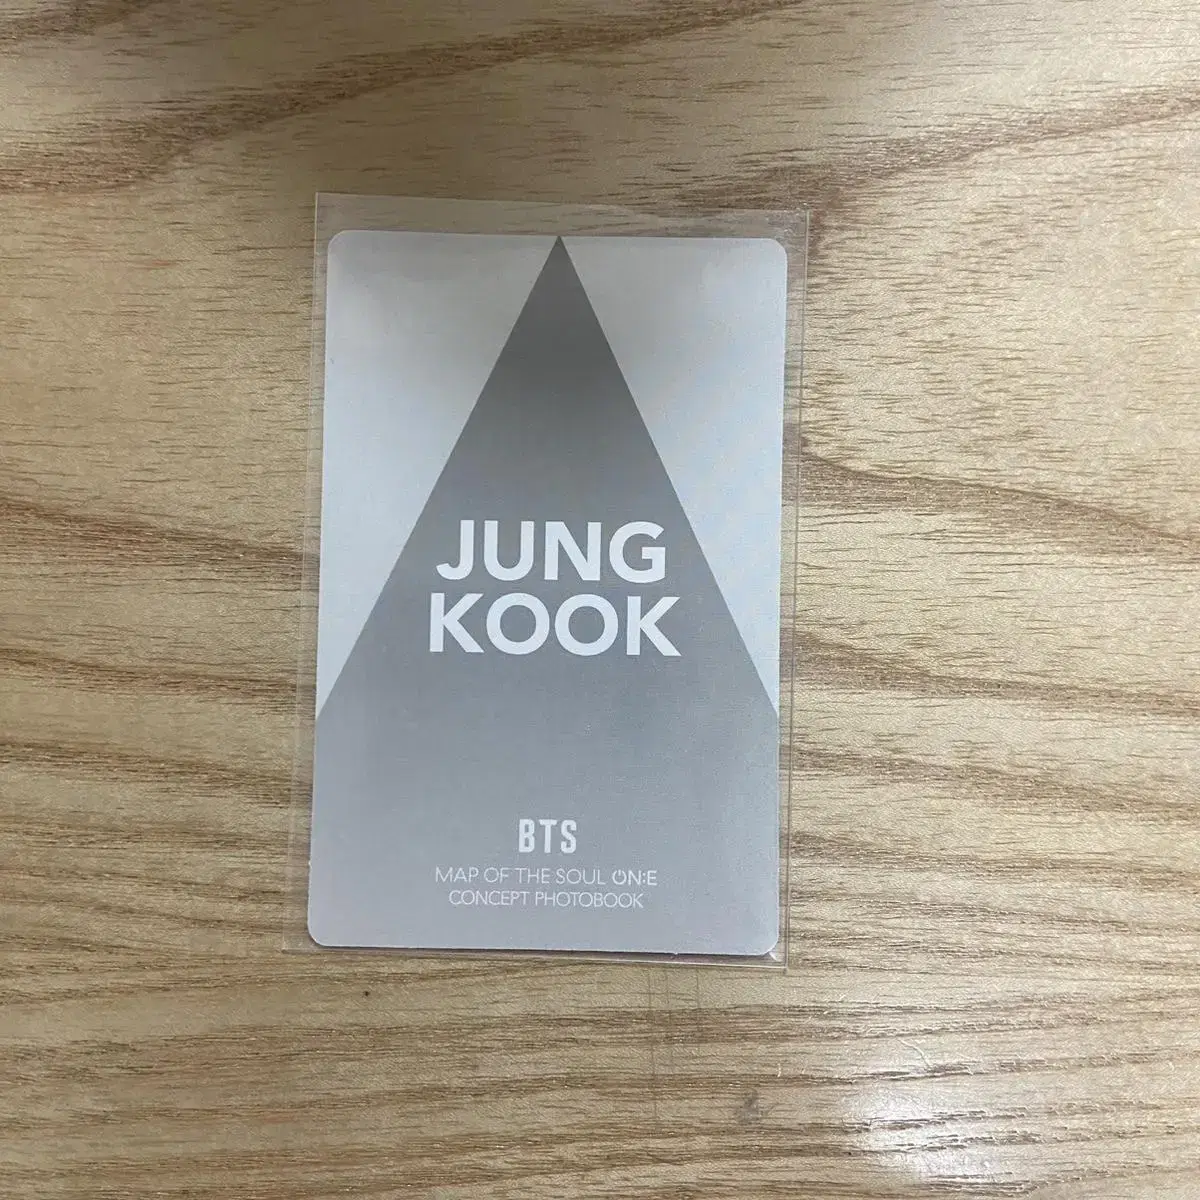 JUNG
KOOK
BTS
MAP OF THE SOUL ON:E
CONCEPT PHOTOBOOK